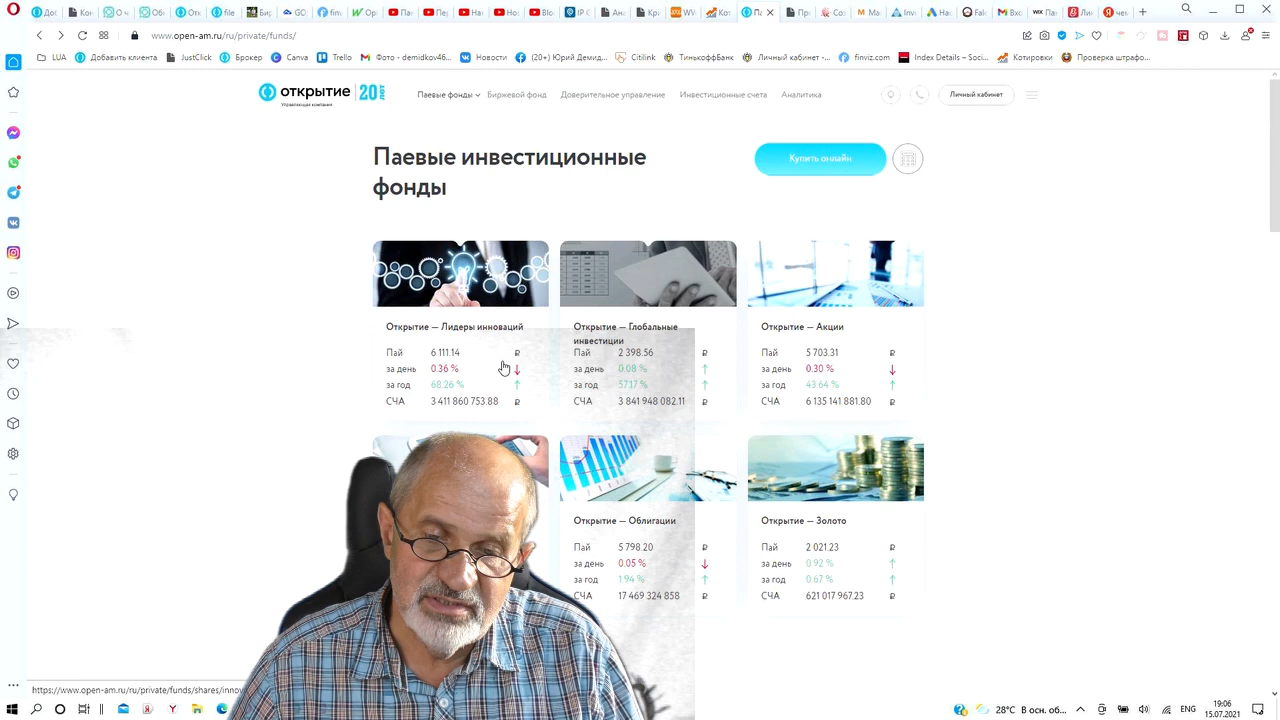 www.open-am.ru/ru/private/funds/
LUA
Добавить клиента
JustClick
Брокер
Canva
Trello
Фото - demidkov46...
Новости
(20+) Юрий Демид...
Citilink
ТинькоффБанк
Личный кабинет -...
finviz.com
Index Details – Soci...
Котировки
Проверка штрафо...
открытие 20 лет
Управляющая компания
Паевые фонды
Биржевой фонд
Доверительное управление
Инвестиционные счета
Аналитика
Личный кабинет
Паевые инвестиционные
фонды
Купить онлайн
Открытие — Лидеры инноваций
Пай 6 111.14 ₽
за день 0.36 % ↓
за год 68.26 % ↑
СЧА 3 411 860 753.88 ₽
Открытие — Глобальные
инвестиции
Пай 2 398.56 ₽
за день 0.08 % ↑
за год 57.17 % ↑
СЧА 3 841 948 082.11 ₽
Открытие — Акции
Пай 5 703.31 ₽
за день 0.30 % ↓
за год 43.64 % ↑
СЧА 6 135 141 881.80 ₽
Открытие — Облигации
Пай 5 798.20 ₽
за день 0.05 % ↓
за год 1.94 % ↑
СЧА 17 469 324 858 ₽
Открытие — Золото
Пай 2 021.23 ₽
за день 0.92 % ↑
за год 0.67 % ↑
СЧА 621 017 967.23 ₽
https://www.open-am.ru/ru/private/funds/shares/innov
28°C В осн. об...
ENG
19:06
15.07.2021